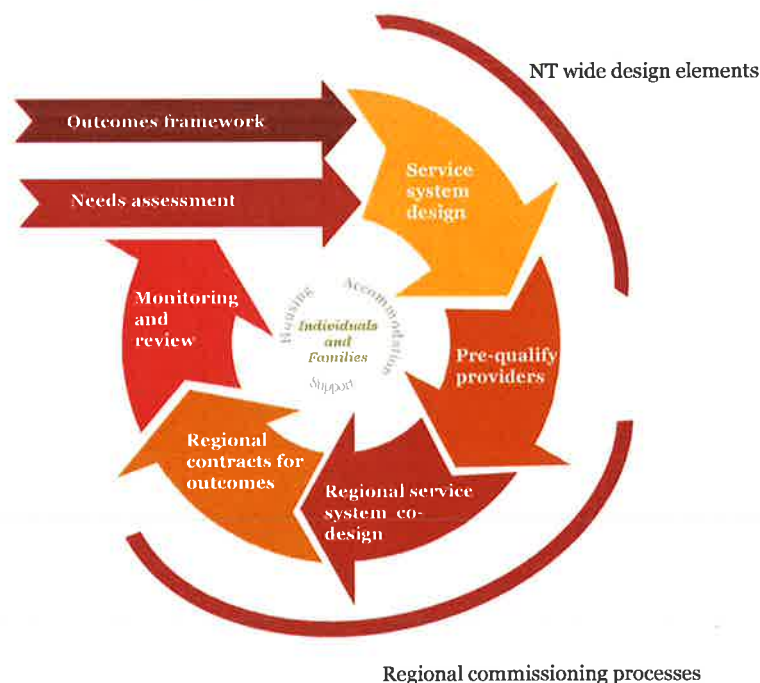 NT wide design elements
Outcomes framework
Needs assessment
Service
system
design
Pre-qualify
providers
Regional service
system co-
design
Regional
contracts for
outcomes
Monitoring
and
review
Housing
Accommodation
Support
Individuals
and
Families
Regional commissioning processes